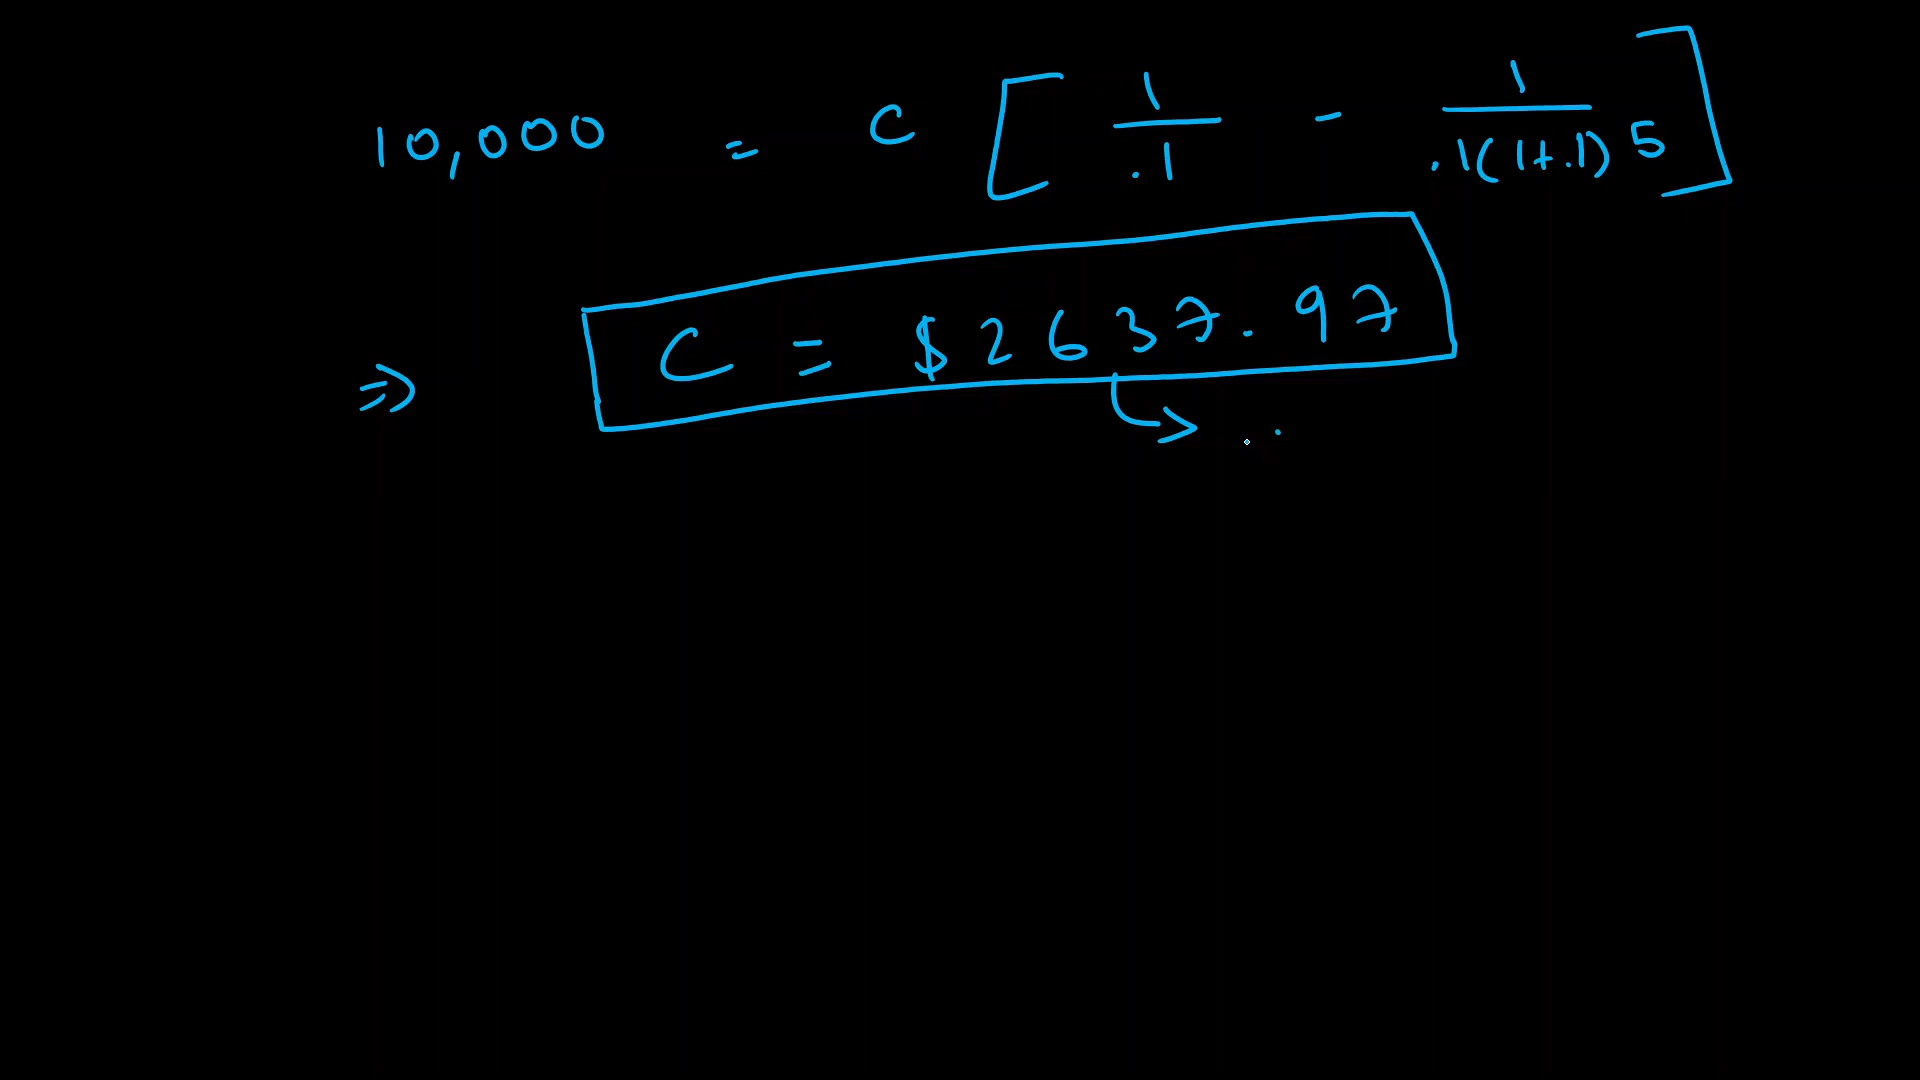 10,000 = C [ 1/.1 - 1/.1(1+.1)5 ]
⇒ C = $2637.97